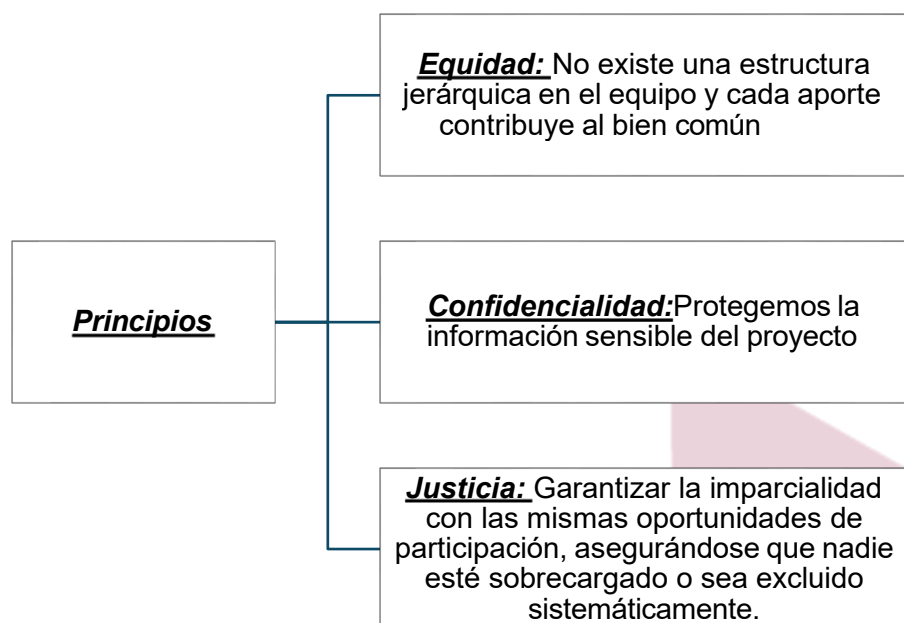 Equidad: No existe una estructura
jerárquica en el equipo y cada aporte
contribuye al bien común
Principios
Confidencialidad:Protegemos la
información sensible del proyecto
Justicia: Garantizar la imparcialidad
con las mismas oportunidades de
participación, asegurándose que nadie
esté sobrecargado o sea excluido
sistemáticamente.